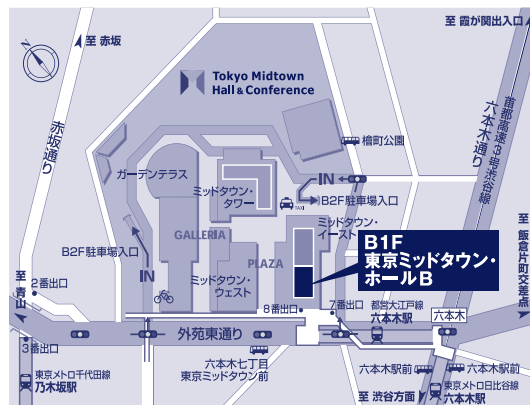 至 霞が関出入口
至 赤坂
N
Tokyo Midtown
Hall & Conference
首都高速3号渋谷線
六本木通り
赤坂通り
檜町公園
ガーデンテラス
ミッドタウン・
タワー
IN
TAXI
B2F駐車場入口
ミッドタウン・
イースト
GALLERIA
B2F駐車場入口
B1F
東京ミッドタウン・
ホールB
PLAZA
IN
ミッドタウン・
ウェスト
至 飯倉片町交差点
至 青山
2番出口
8番出口
7番出口
都営大江戸線
六本木駅
六本木
外苑東通り
3番出口
六本木七丁目
東京ミッドタウン前
六本木駅前
六本木駅前
東京メトロ千代田線
乃木坂駅
至 渋谷方面
東京メトロ日比谷線
六本木駅